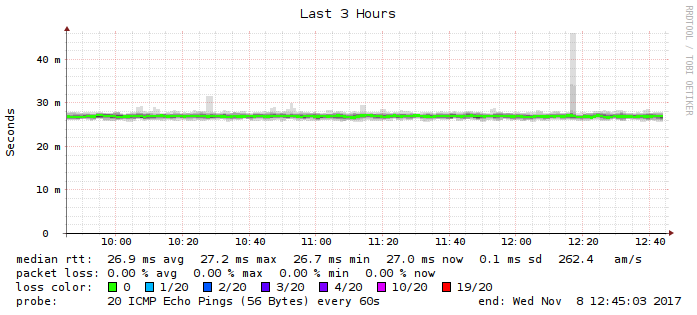 Last 3 Hours
RRDTOOL / TOBI OETIKER
Seconds
40 m
30 m
20 m
10 m
0
10:00 10:20 10:40 11:00 11:20 11:40 12:00 12:20 12:40
median rtt: 26.9 ms avg 27.2 ms max 26.7 ms min 27.0 ms now 0.1 ms sd 262.4 am/s
packet loss: 0.00 % avg 0.00 % max 0.00 % min 0.00 % now
loss color: 0 1/20 2/20 3/20 4/20 10/20 19/20
probe: 20 ICMP Echo Pings (56 Bytes) every 60s end: Wed Nov 8 12:45:03 2017